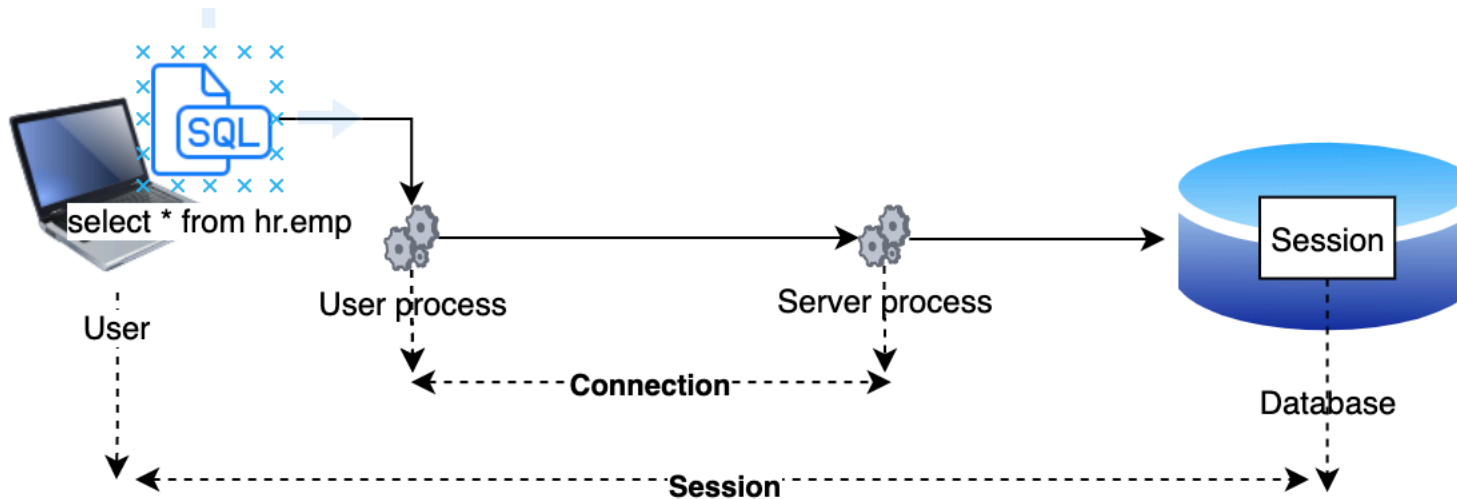 SQL
select * from hr.emp
User
User process
Server process
Session
Connection
Database
Session